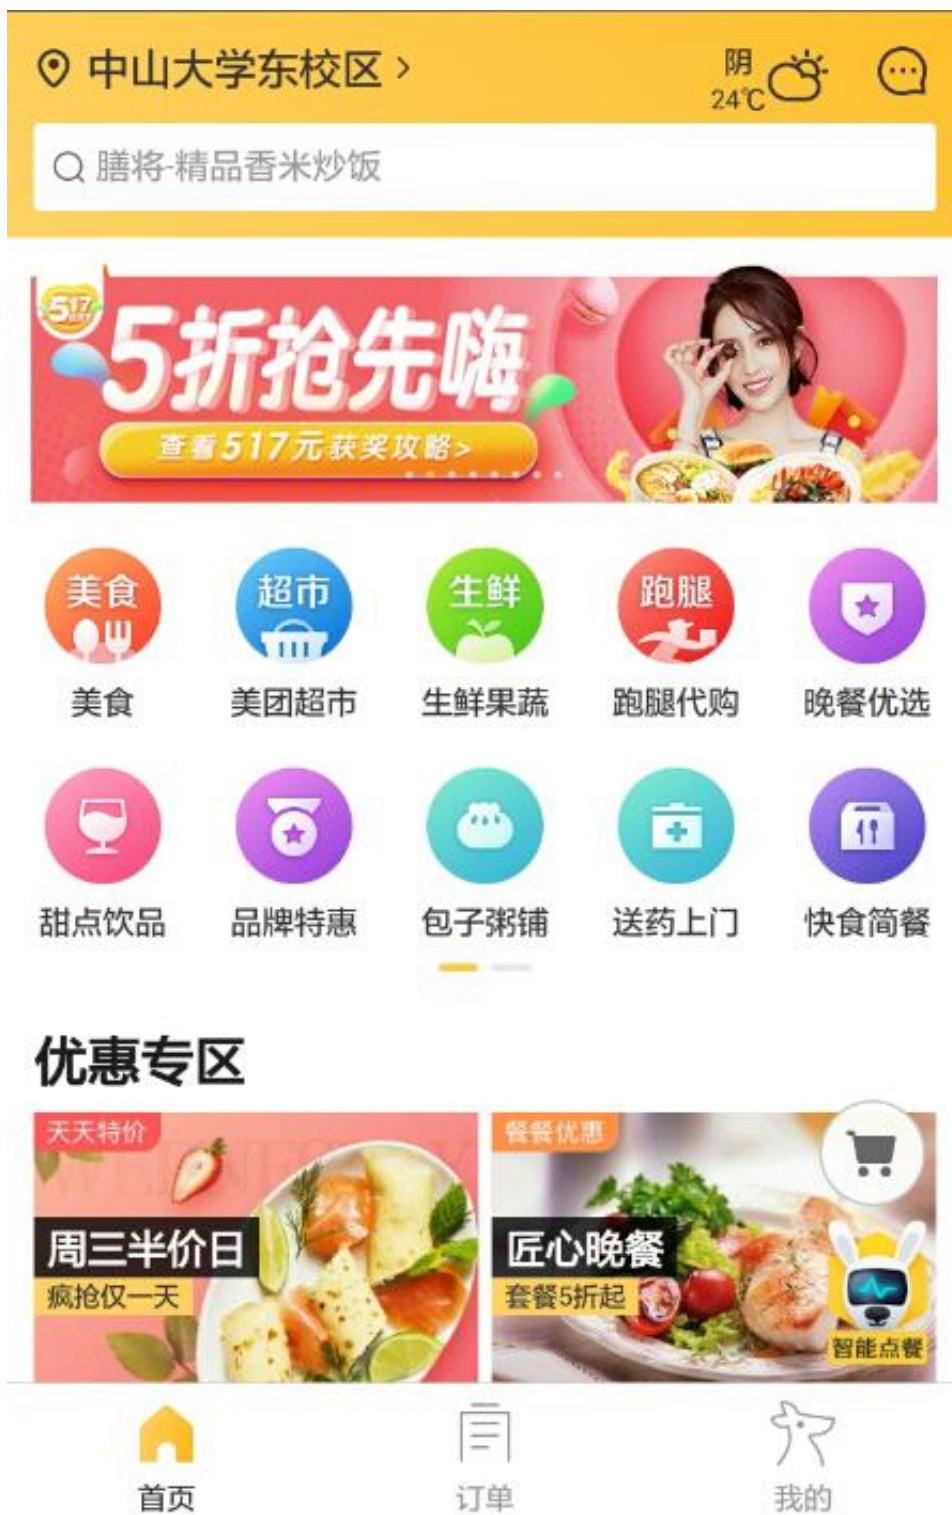 中山大学东校区 >
阴
24℃
膳将-精品香米炒饭
517
5折抢先嗨
查看517元获奖攻略>
美食
超市
生鲜
跑腿
美食
美团超市
生鲜果蔬
跑腿代购
晚餐优选
甜点饮品
品牌特惠
包子粥铺
送药上门
快食简餐
优惠专区
天天特价
周三半价日
疯抢仅一天
餐餐优惠
匠心晚餐
套餐5折起
智能点餐
首页
订单
我的